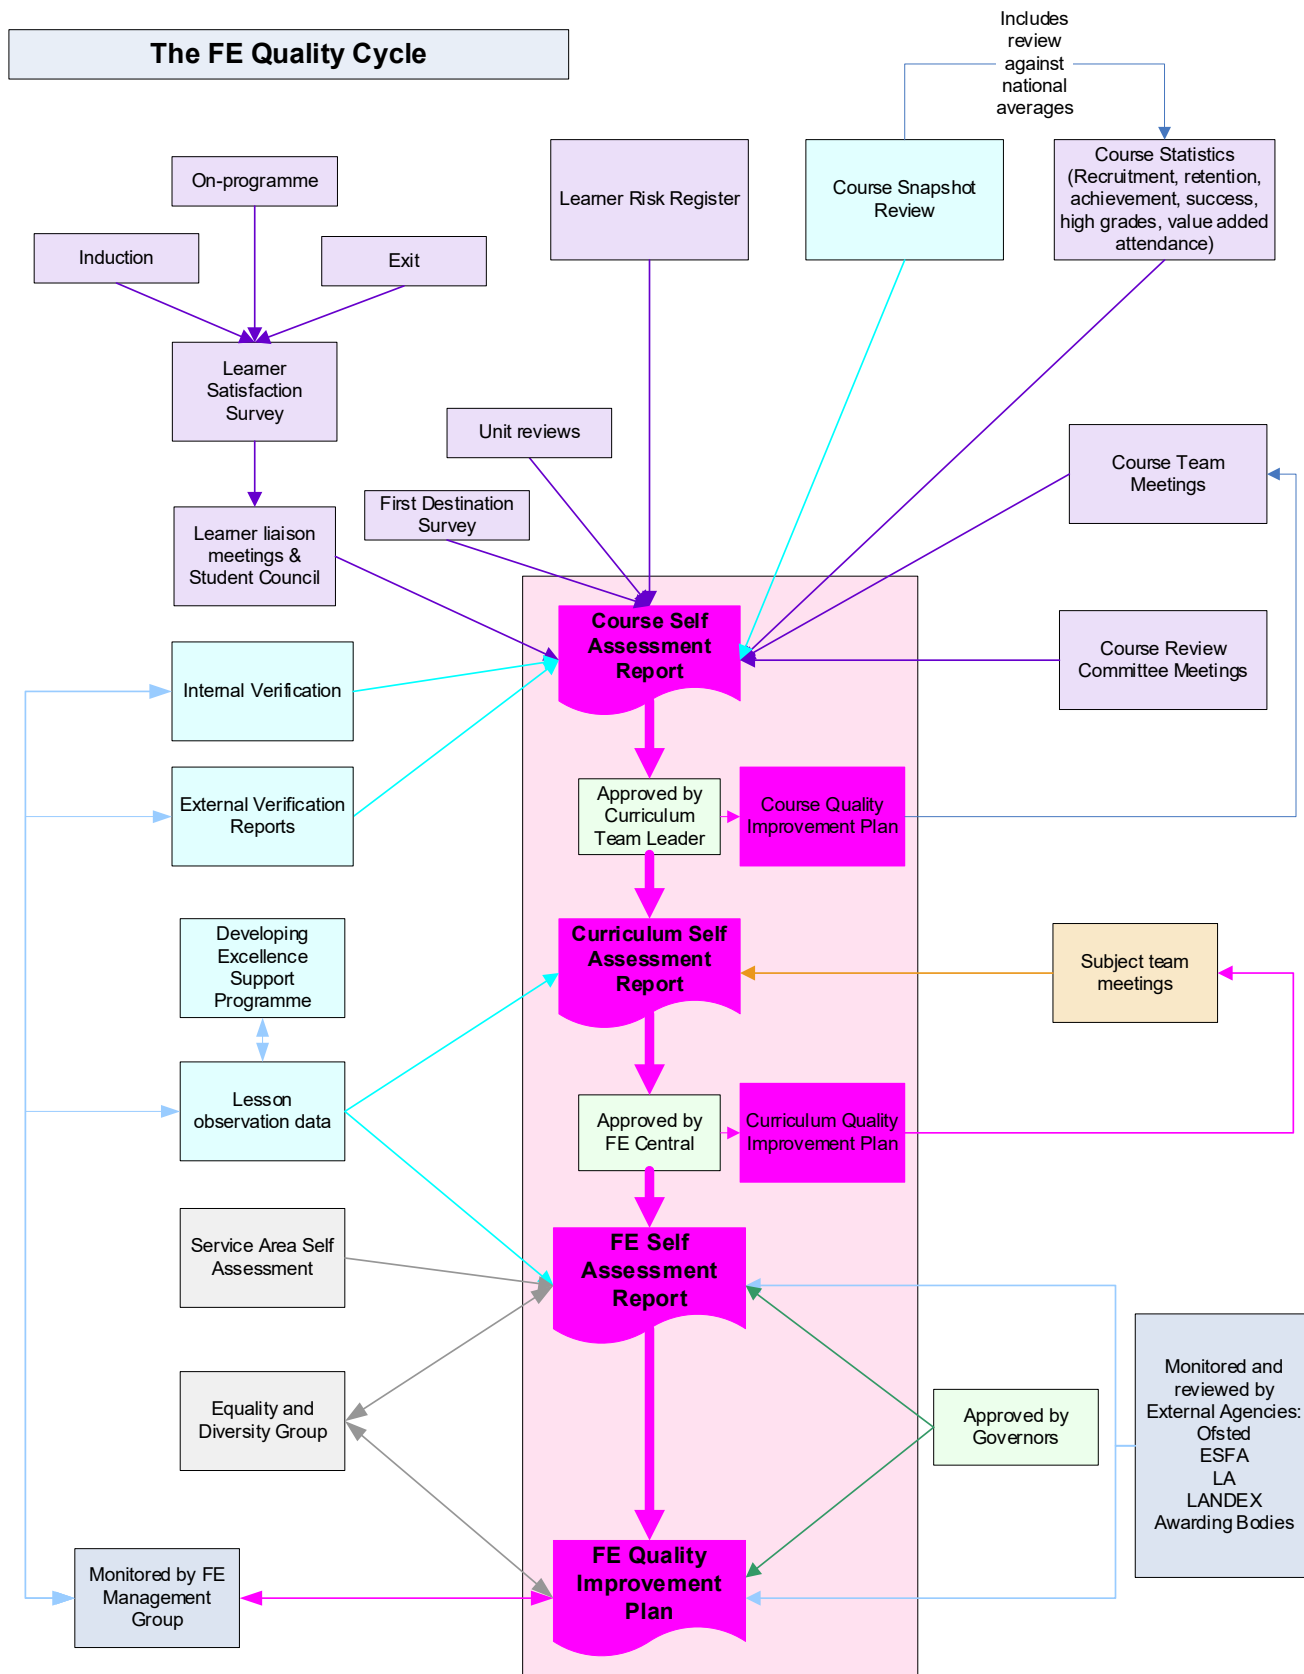 The FE Quality Cycle
Includes
review
against
national
averages
On-programme
Induction
Exit
Learner
Satisfaction
Survey
Learner liaison
meetings &
Student Council
Learner Risk Register
Course Snapshot
Review
Course Statistics
(Recruitment, retention,
achievement, success,
high grades, value added
attendance)
Unit reviews
First Destination
Survey
Course Team
Meetings
Course Self
Assessment
Report
Course Review
Committee Meetings
Internal Verification
External Verification
Reports
Approved by
Curriculum
Team Leader
Course Quality
Improvement Plan
Developing
Excellence
Support
Programme
Curriculum Self
Assessment
Report
Subject team
meetings
Lesson
observation data
Approved by
FE Central
Curriculum Quality
Improvement Plan
Service Area Self
Assessment
FE Self
Assessment
Report
Equality and
Diversity Group
Approved by
Governors
Monitored and
reviewed by
External Agencies:
Ofsted
ESFA
LA
LANDEX
Awarding Bodies
Monitored by FE
Management
Group
FE Quality
Improvement
Plan